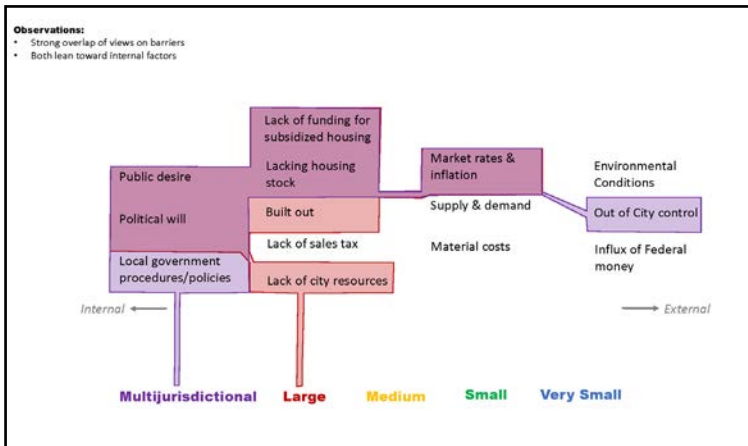 Observations:
• Strong overlap of views on barriers
• Both lean toward internal factors
Public desire
Political will
Local government
procedures/policies
Lack of funding for
subsidized housing
Lacking housing
stock
Built out
Lack of sales tax
Lack of city resources
Market rates &
inflation
Supply & demand
Material costs
Environmental
Conditions
Out of City control
Influx of Federal
money
Internal
External
Multijurisdictional
Large
Medium
Small
Very Small